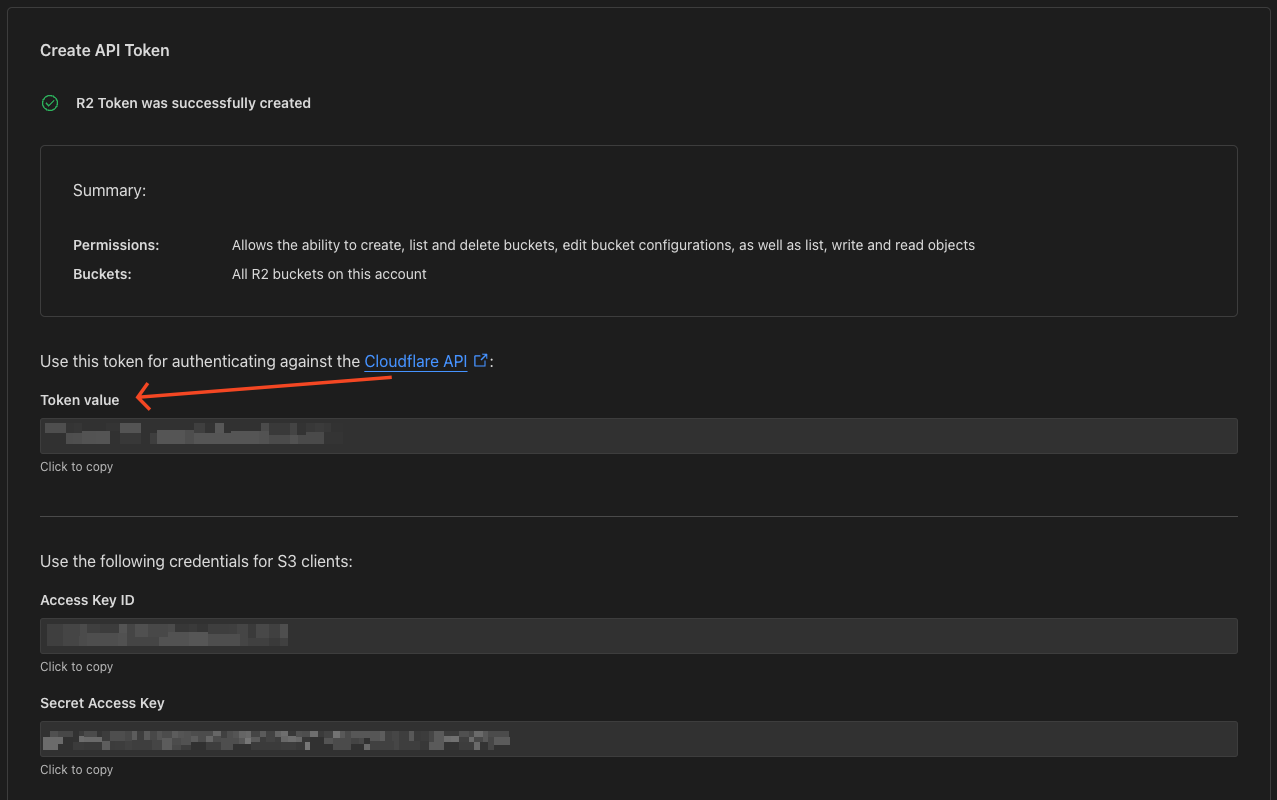 Create API Token
R2 Token was successfully created
Summary:
Permissions: Allows the ability to create, list and delete buckets, edit bucket configurations, as well as list, write and read objects
Buckets: All R2 buckets on this account
Use this token for authenticating against the Cloudflare API :
Token value
Click to copy
Use the following credentials for S3 clients:
Access Key ID
Click to copy
Secret Access Key
Click to copy